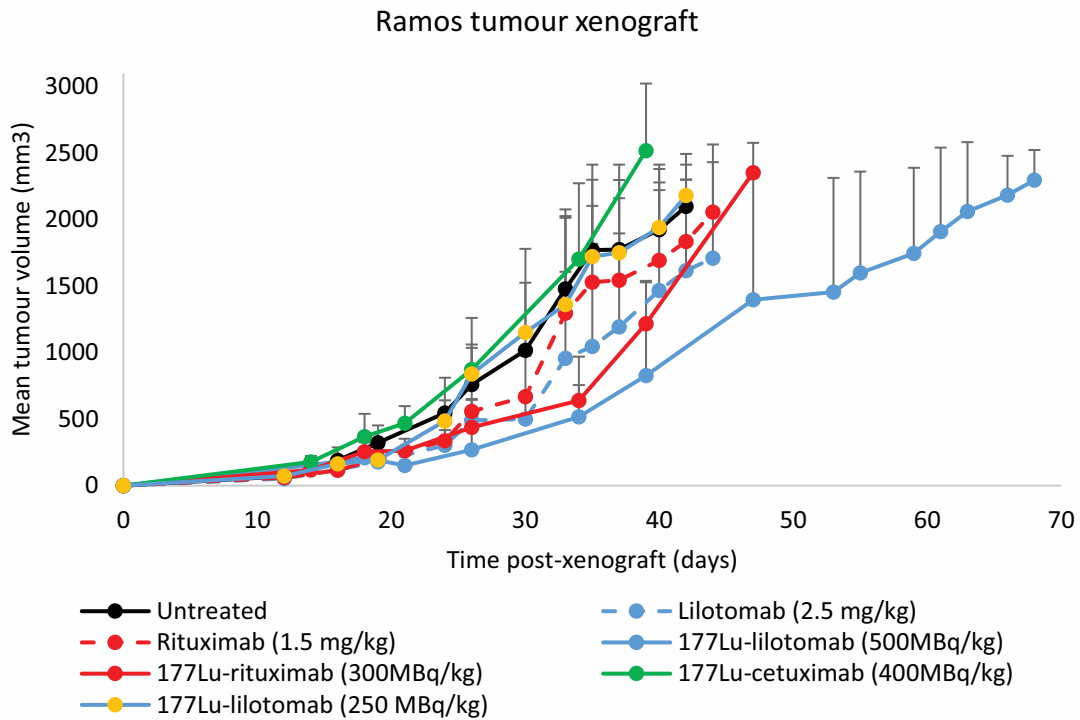 Ramos tumour xenograft
Mean tumour volume (mm3)
3000
2500
2000
1500
1000
500
0
0 10 20 30 40 50 60 70
Time post-xenograft (days)
Untreated Lilotomab (2.5 mg/kg)
Rituximab (1.5 mg/kg) 177Lu-lilotomab (500MBq/kg)
177Lu-rituximab (300MBq/kg) 177Lu-cetuximab (400MBq/kg)
177Lu-lilotomab (250 MBq/kg)